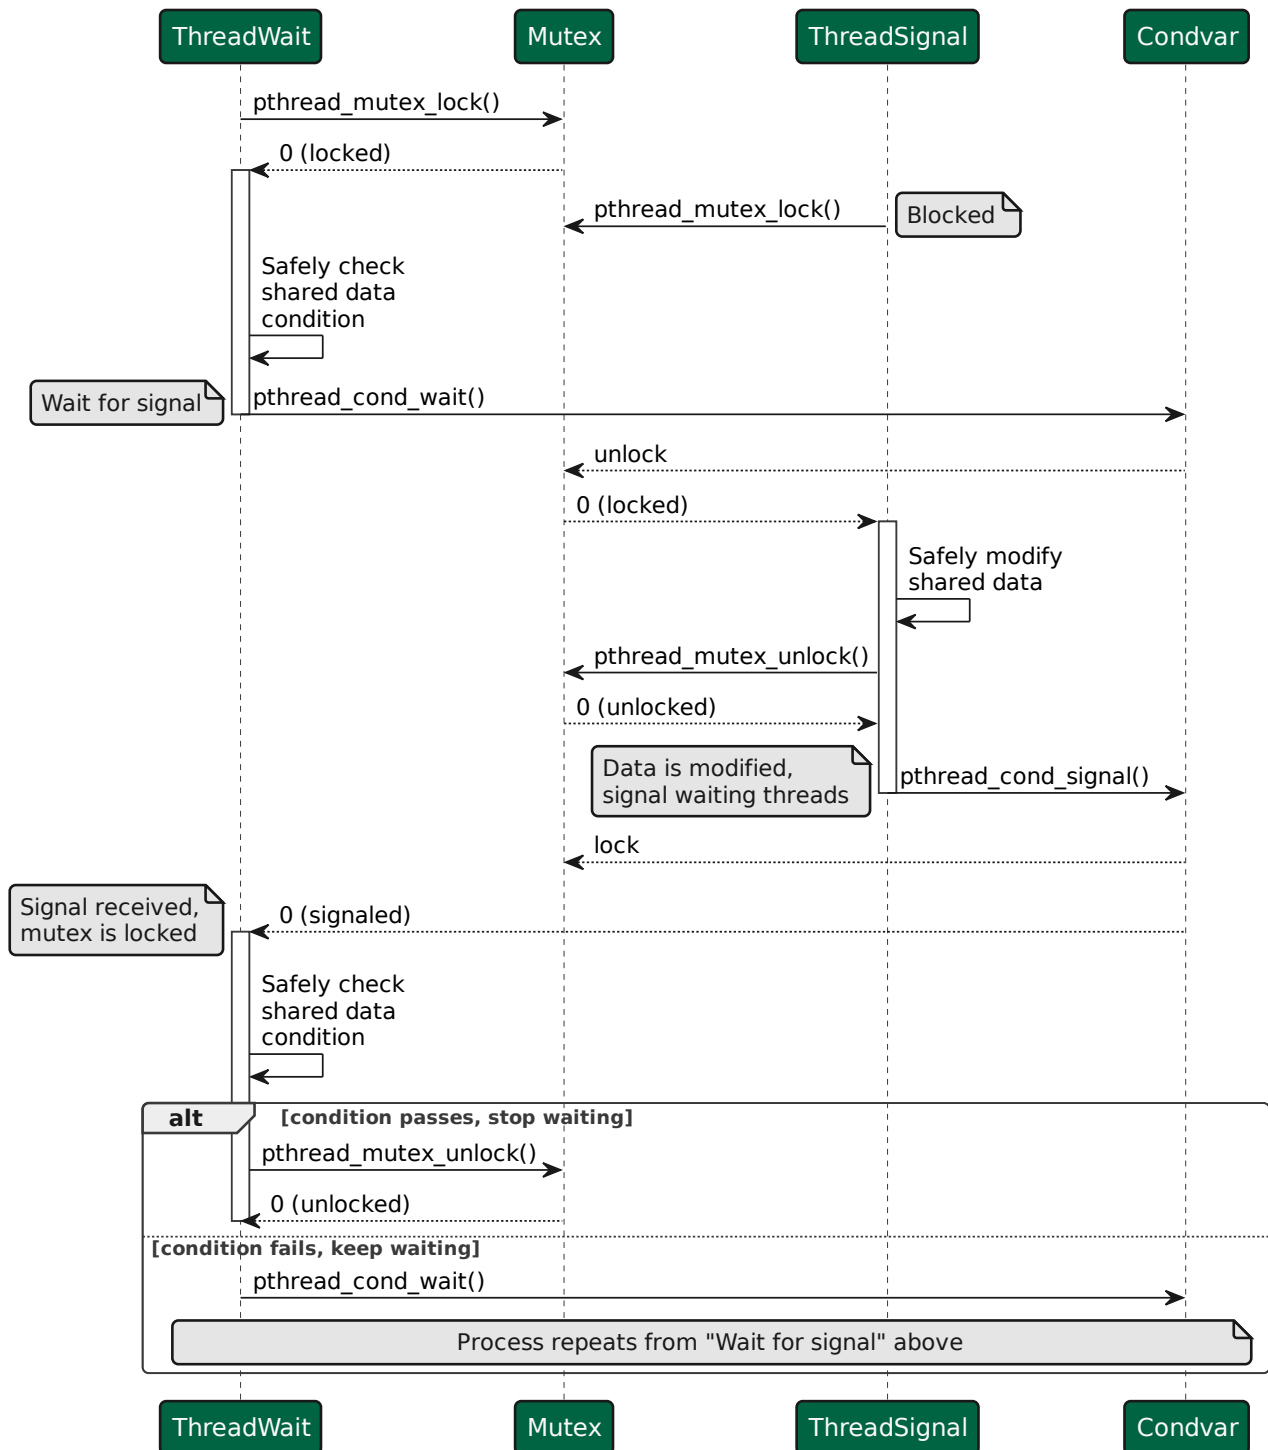 ThreadWait
Mutex
ThreadSignal
Condvar
pthread_mutex_lock()
0 (locked)
pthread_mutex_lock()
Blocked
Safely check
shared data
condition
Wait for signal
pthread_cond_wait()
unlock
0 (locked)
Safely modify
shared data
pthread_mutex_unlock()
0 (unlocked)
Data is modified,
signal waiting threads
pthread_cond_signal()
lock
Signal received,
mutex is locked
0 (signaled)
Safely check
shared data
condition
alt
[condition passes, stop waiting]
pthread_mutex_unlock()
0 (unlocked)
[condition fails, keep waiting]
pthread_cond_wait()
Process repeats from "Wait for signal" above
ThreadWait
Mutex
ThreadSignal
Condvar